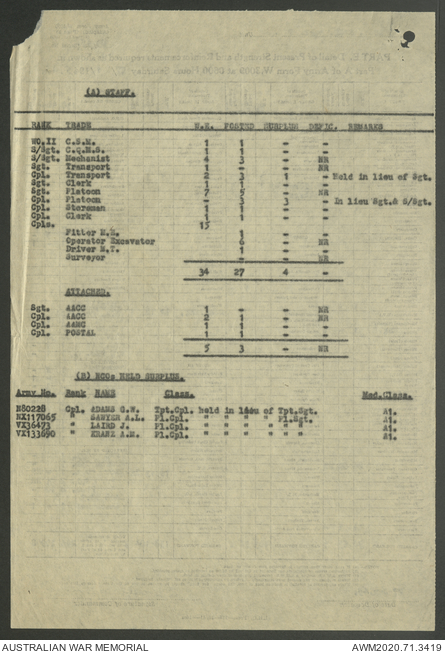 (A) STAFF.
RANK TRADE W.E. POSTED SURPLUS DEFIC. REMARKS
WO.II C.S.M. 1 1 - -
S/Sgt. C.Q.M.S. 1 1 - -
S/Sgt. Mechanist 4 3 - NR
Sgt. Transport 1 - - NR
Cpl. Transport 2 3 1 - Held in lieu of Sgt.
Sgt. Clerk 1 1 - -
Sgt. Platoon 7 5 - NR
Cpl. Platoon - 3 3 - In lieu Sgt.& S/Sgt.
Cpl. Storeman 1 1 - -
Cpl. Clerk 1 1 - -
Cpls. 15
Fitter M.E. 1 - -
Operator Excavator 6 - NR
Driver M.T. 1 - -
Surveyor - - NR
34 27 4 -
ATTACHED.
Sgt. AACC 1 - - NR
Cpl. AACC 2 1 - NR
Cpl. AAMC 1 1 - -
Cpl. POSTAL 1 1 - -
5 3 - NR
(B) NCOs HELD SURPLUS.
Army No. Rank NAME Class. Med.Class.
N80228 Cpl. ADAMS G.W. Tpt.Cpl. held in lieu of Tpt.Sgt. A1.
NX117065 " SAWYER A.L. Pl.Cpl. " " " " Pl.Sgt. A1.
VX36473 " LAIRD J. Pl.Cpl. " " " " " " A1.
VX133690 " KRANZ A.M. Pl.Cpl. " " " " " " A1.
AUSTRALIAN WAR MEMORIAL AWM2020.71.3419